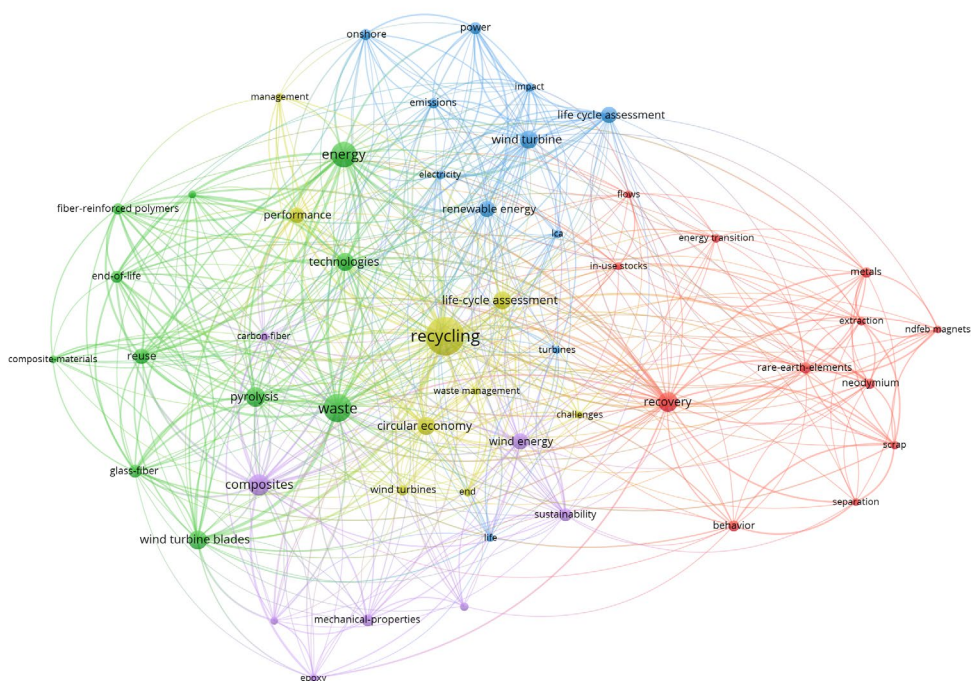 power
onshore
impact
management
emissions
life cycle assessment
wind turbine
energy
electricity
flows
fiber-reinforced polymers
renewable energy
performance
lca
energy transition
technologies
in-use stocks
metals
end-of-life
life-cycle assessment
extraction
ndfeb magnets
recycling
carbon-fiber
turbines
composite-materials
reuse
rare-earth-elements
neodymium
waste management
pyrolysis
recovery
waste
challenges
circular economy
wind energy
scrap
glass-fiber
composites
wind turbines
end
separation
sustainability
behavior
wind turbine blades
life
mechanical-properties
epoxy